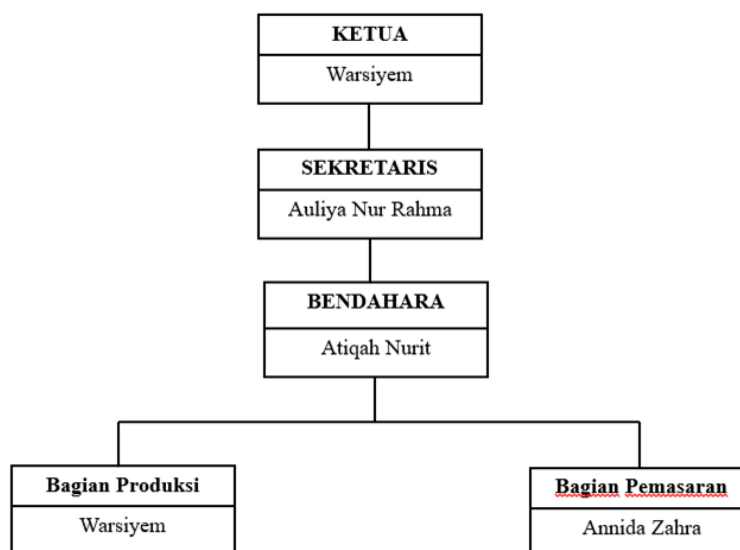 KETUA
Warsiyem
SEKRETARIS
Auliya Nur Rahma
BENDAHARA
Atiqah Nurit
Bagian Produksi
Warsiyem
Bagian Pemasaran
Annida Zahra